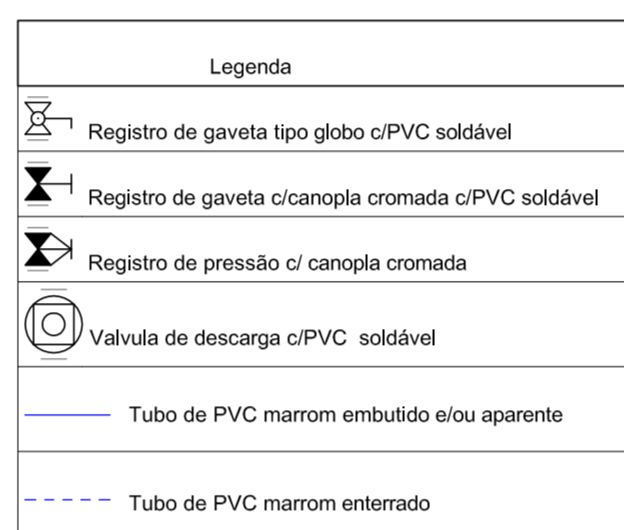 Legenda
Registro de gaveta tipo globo c/PVC soldável
Registro de gaveta c/canopla cromada c/PVC soldável
Registro de pressão c/ canopla cromada
Valvula de descarga c/PVC soldável
Tubo de PVC marrom embutido e/ou aparente
Tubo de PVC marrom enterrado